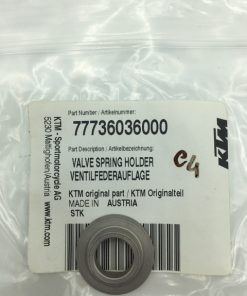 Part Number / Artikelnummer:
77736036000
Part Description / Artikelbezeichnung:
VALVE SPRING HOLDER
VENTILFEDERAUFLAGE
KTM original part / KTM Originalteil
MADE IN AUSTRIA
STK
KTM - Sportmotorcycle AG
5230 Mattighofen/Austria
www.ktm.com
KTM
C4